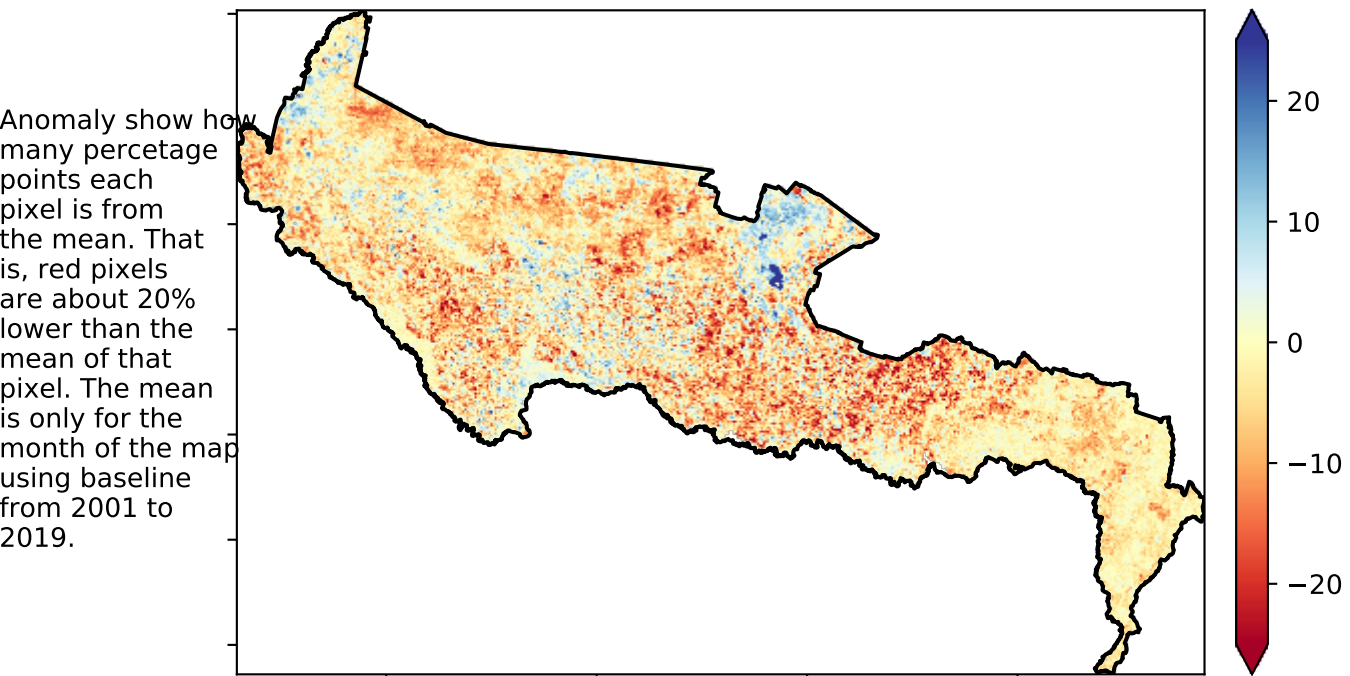 Anomaly show how
many percetage
points each
pixel is from
the mean. That
is, red pixels
are about 20%
lower than the
mean of that
pixel. The mean
is only for the
month of the map
using baseline
from 2001 to
2019.
20
10
0
−10
−20